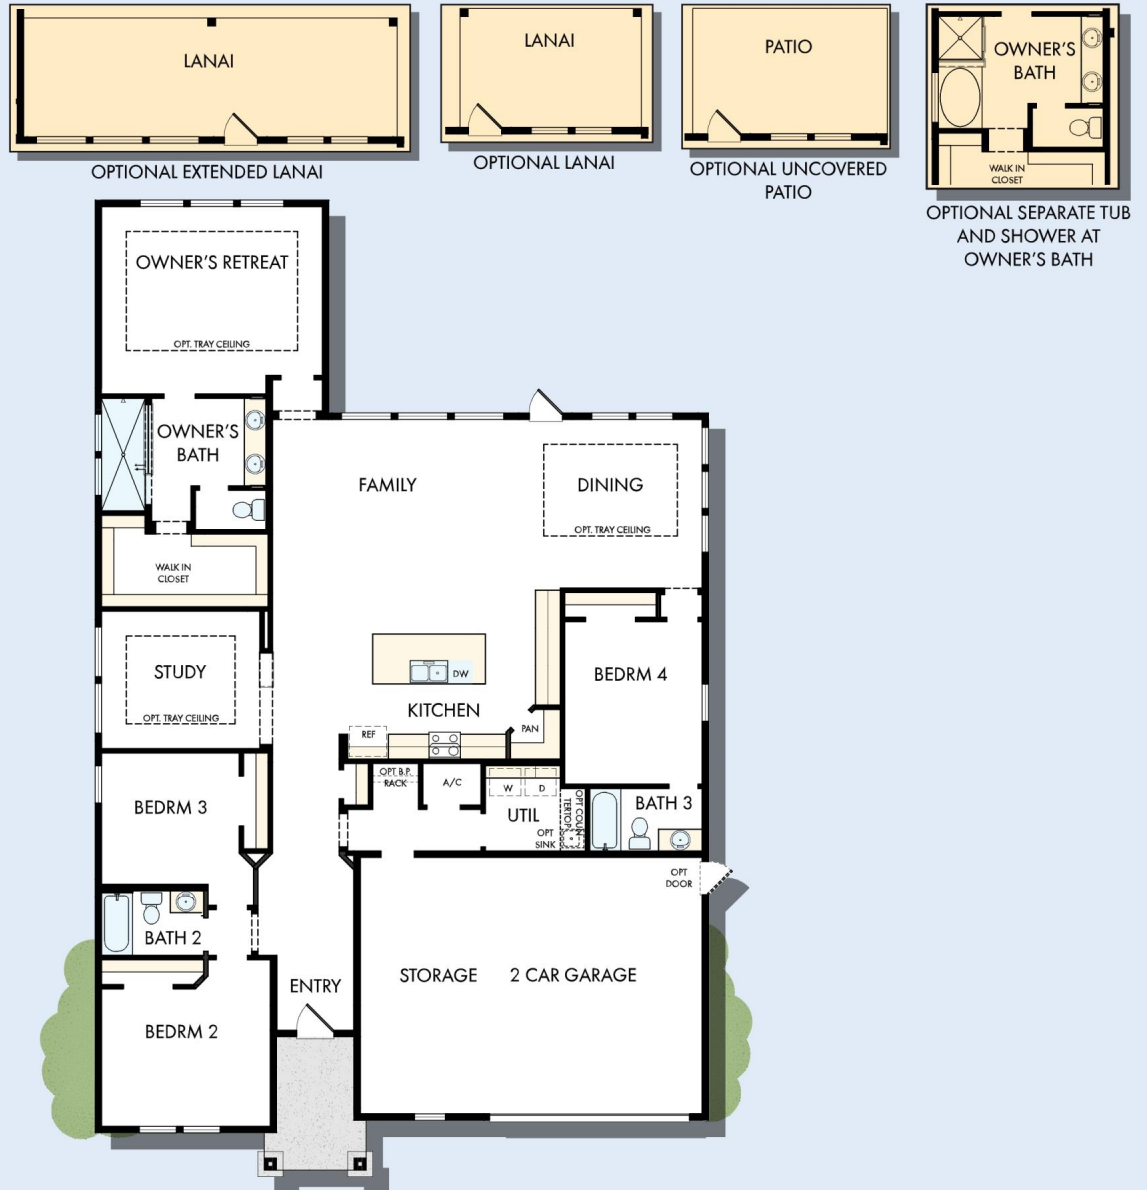 LANAI
OPTIONAL EXTENDED LANAI
LANAI
OPTIONAL LANAI
PATIO
OPTIONAL UNCOVERED
PATIO
OWNER'S
BATH
WALK IN
CLOSET
OPTIONAL SEPARATE TUB
AND SHOWER AT
OWNER'S BATH
OWNER'S RETREAT
OPT. TRAY CEILING
OWNER'S
BATH
WALK IN
CLOSET
FAMILY
DINING
OPT. TRAY CEILING
STUDY
OPT. TRAY CEILING
DW
KITCHEN
REF
PAN
BEDRM 4
BEDRM 3
OPT B.P.
RACK
A/C
W
D
UTIL
OPT
SINK
OPT COUN
TERTOP
BATH 3
OPT
DOOR
BATH 2
ENTRY
STORAGE
2 CAR GARAGE
BEDRM 2